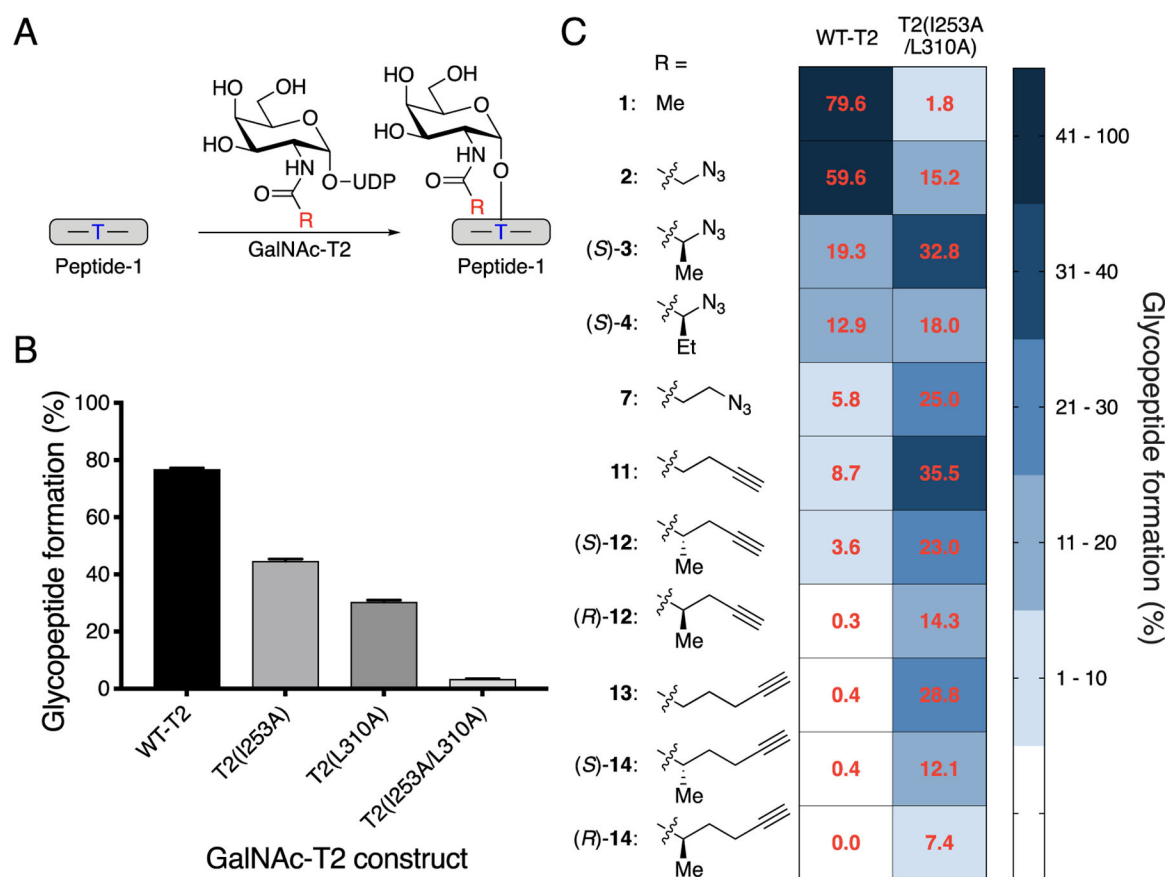 A
HO
OH
O
HO
HN
O
O–UDP
R
GalNAc-T2
T
Peptide-1
HO
OH
O
HO
HN
O
O
R
T
Peptide-1
B
Glycopeptide formation (%)
100
80
60
40
20
0
WT-T2
T2(I253A)
T2(L310A)
T2(I253A/L310A)
GalNAc-T2 construct
C
WT-T2
T2(I253A
/L310A)
R =
1: Me 79.6 1.8
2: N3 59.6 15.2
(S)-3: N3 Me 19.3 32.8
(S)-4: N3 Et 12.9 18.0
7: N3 5.8 25.0
11: 8.7 35.5
(S)-12: Me 3.6 23.0
(R)-12: Me 0.3 14.3
13: 0.4 28.8
(S)-14: Me 0.4 12.1
(R)-14: Me 0.0 7.4
41 - 100
31 - 40
21 - 30
11 - 20
1 - 10
Glycopeptide formation (%)